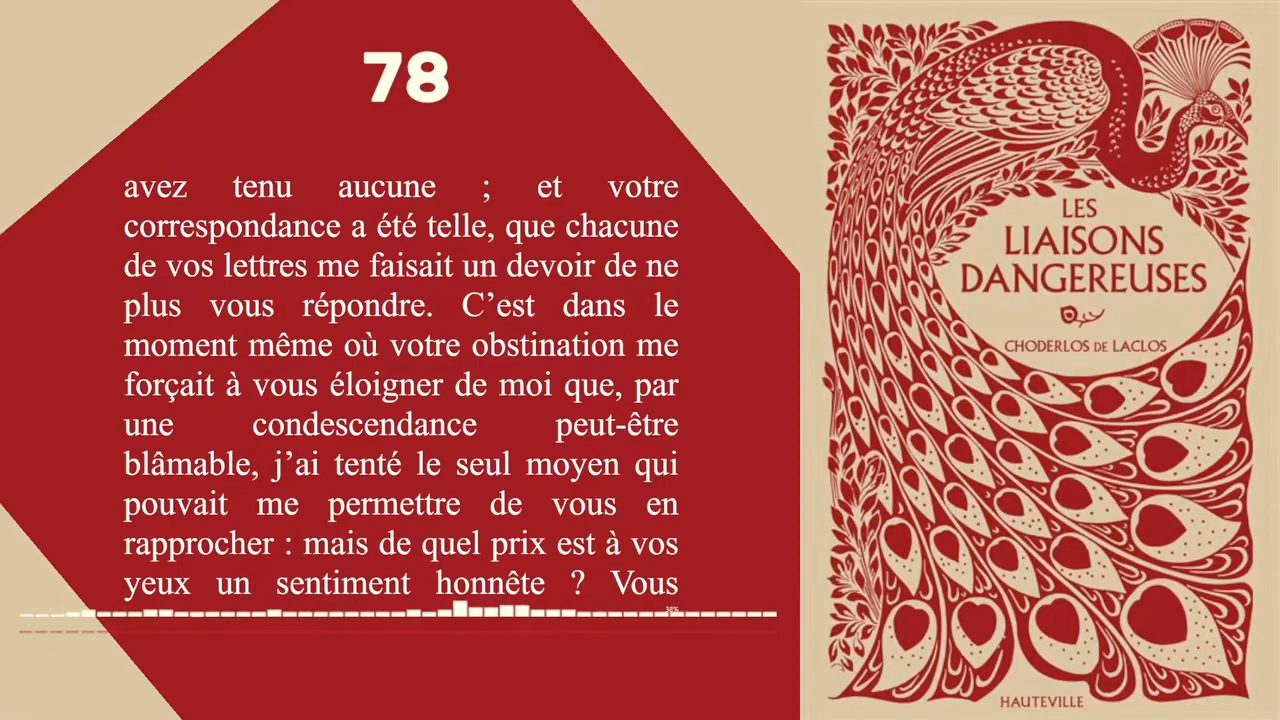 78
avez tenu aucune ; et votre
correspondance a été telle, que chacune
de vos lettres me faisait un devoir de ne
plus vous répondre. C’est dans le
moment même où votre obstination me
forçait à vous éloigner de moi que, par
une condescendance peut-être
blâmable, j’ai tenté le seul moyen qui
pouvait me permettre de vous en
rapprocher : mais de quel prix est à vos
yeux un sentiment honnête ? Vous
38%
LES
LIAISONS
DANGEREUSES
CHODERLOS DE LACLOS
HAUTEVILLE